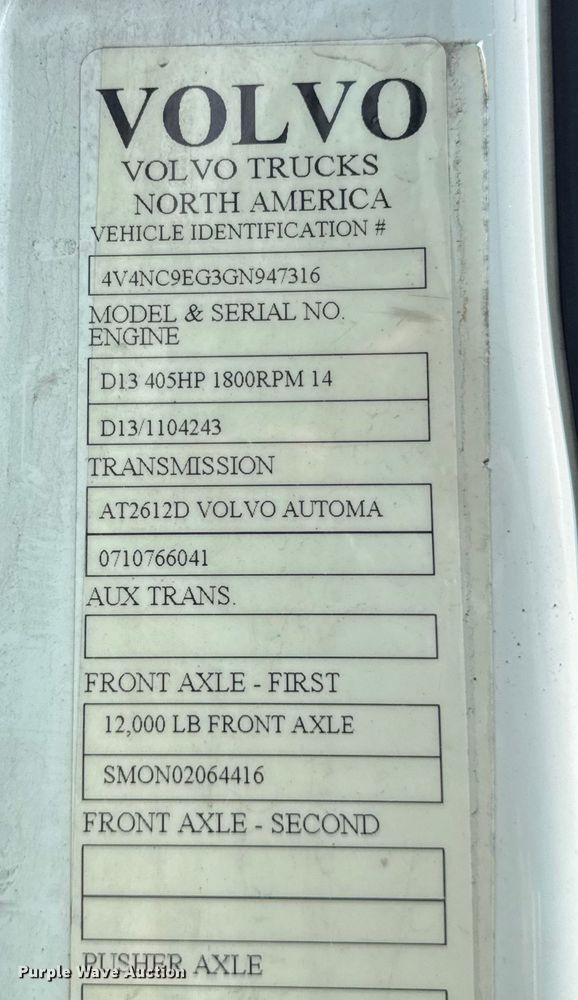 VOLVO
VOLVO TRUCKS
NORTH AMERICA
VEHICLE IDENTIFICATION #
4V4NC9EG3GN947316
MODEL & SERIAL NO.
ENGINE
D13 405HP 1800RPM 14
D13/1104243
TRANSMISSION
AT2612D VOLVO AUTOMA
0710766041
AUX TRANS.
FRONT AXLE - FIRST
12,000 LB FRONT AXLE
SMON02064416
FRONT AXLE - SECOND
PUSHER AXLE
Purple Wave Auction